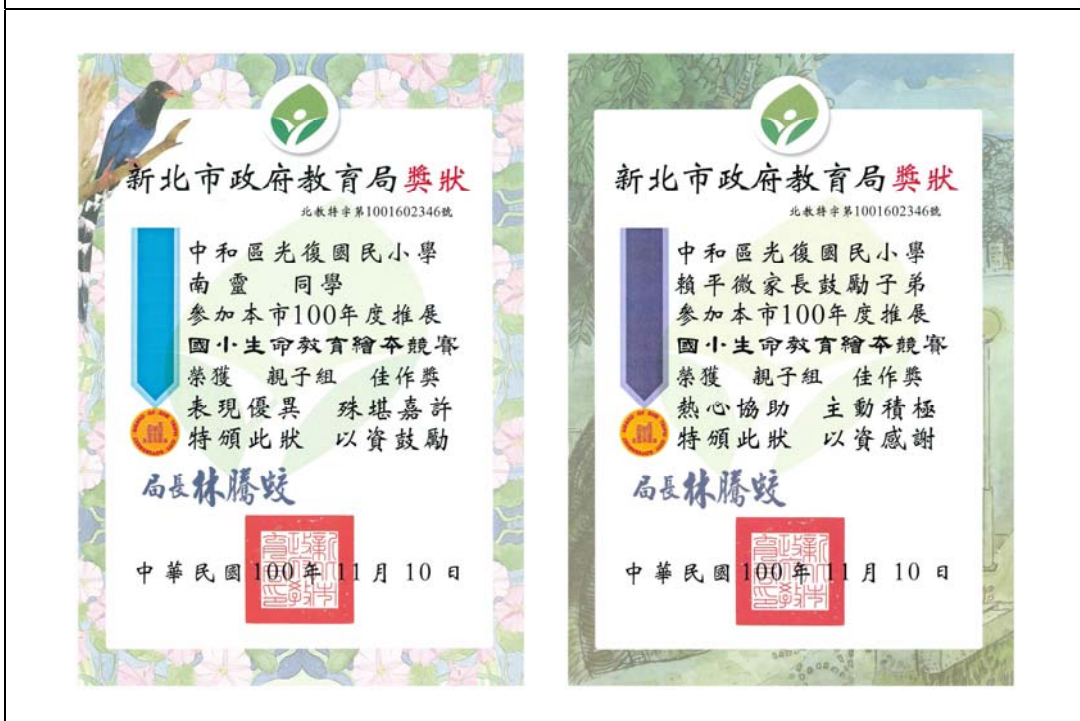 新北市政府教育局獎狀
北教特字第1001602346號
中和區光復國民小學
南靈 同學
參加本市100年度推展
國小生命教育繪本競賽
榮獲 親子組 佳作獎
表現優異 殊堪嘉許
特頒此狀 以資鼓勵
局長林騰蛟
中華民國100年11月10日
新北市政府教育局獎狀
北教特字第1001602346號
中和區光復國民小學
賴平微家長鼓勵子弟
參加本市100年度推展
國小生命教育繪本競賽
榮獲 親子組 佳作獎
熱心協助 主動積極
特頒此狀 以資感謝
局長林騰蛟
中華民國100年11月10日